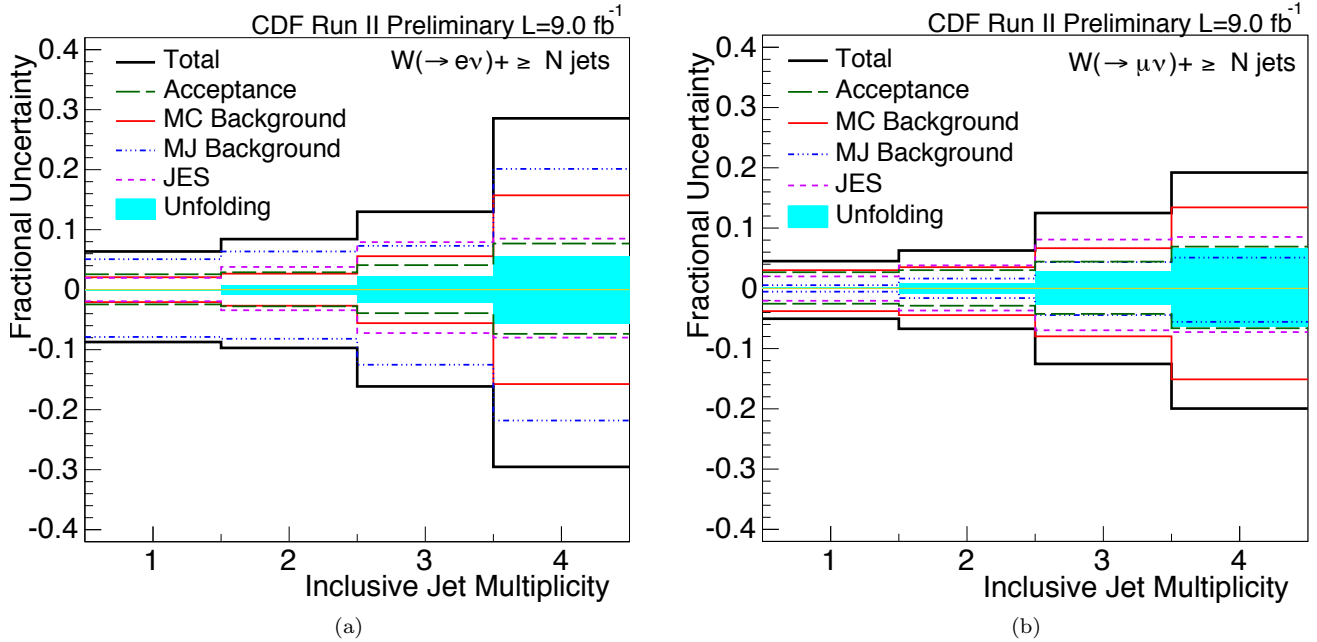 CDF Run II Preliminary L=9.0 fb⁻¹
W(→ eν)+ ≥ N jets
Total
Acceptance
MC Background
MJ Background
JES
Unfolding
Fractional Uncertainty
0.4
0.3
0.2
0.1
0
-0.1
-0.2
-0.3
-0.4
1 2 3 4
Inclusive Jet Multiplicity
(a)
CDF Run II Preliminary L=9.0 fb⁻¹
W(→ μν)+ ≥ N jets
Total
Acceptance
MC Background
MJ Background
JES
Unfolding
Fractional Uncertainty
0.4
0.3
0.2
0.1
0
-0.1
-0.2
-0.3
-0.4
1 2 3 4
Inclusive Jet Multiplicity
(b)